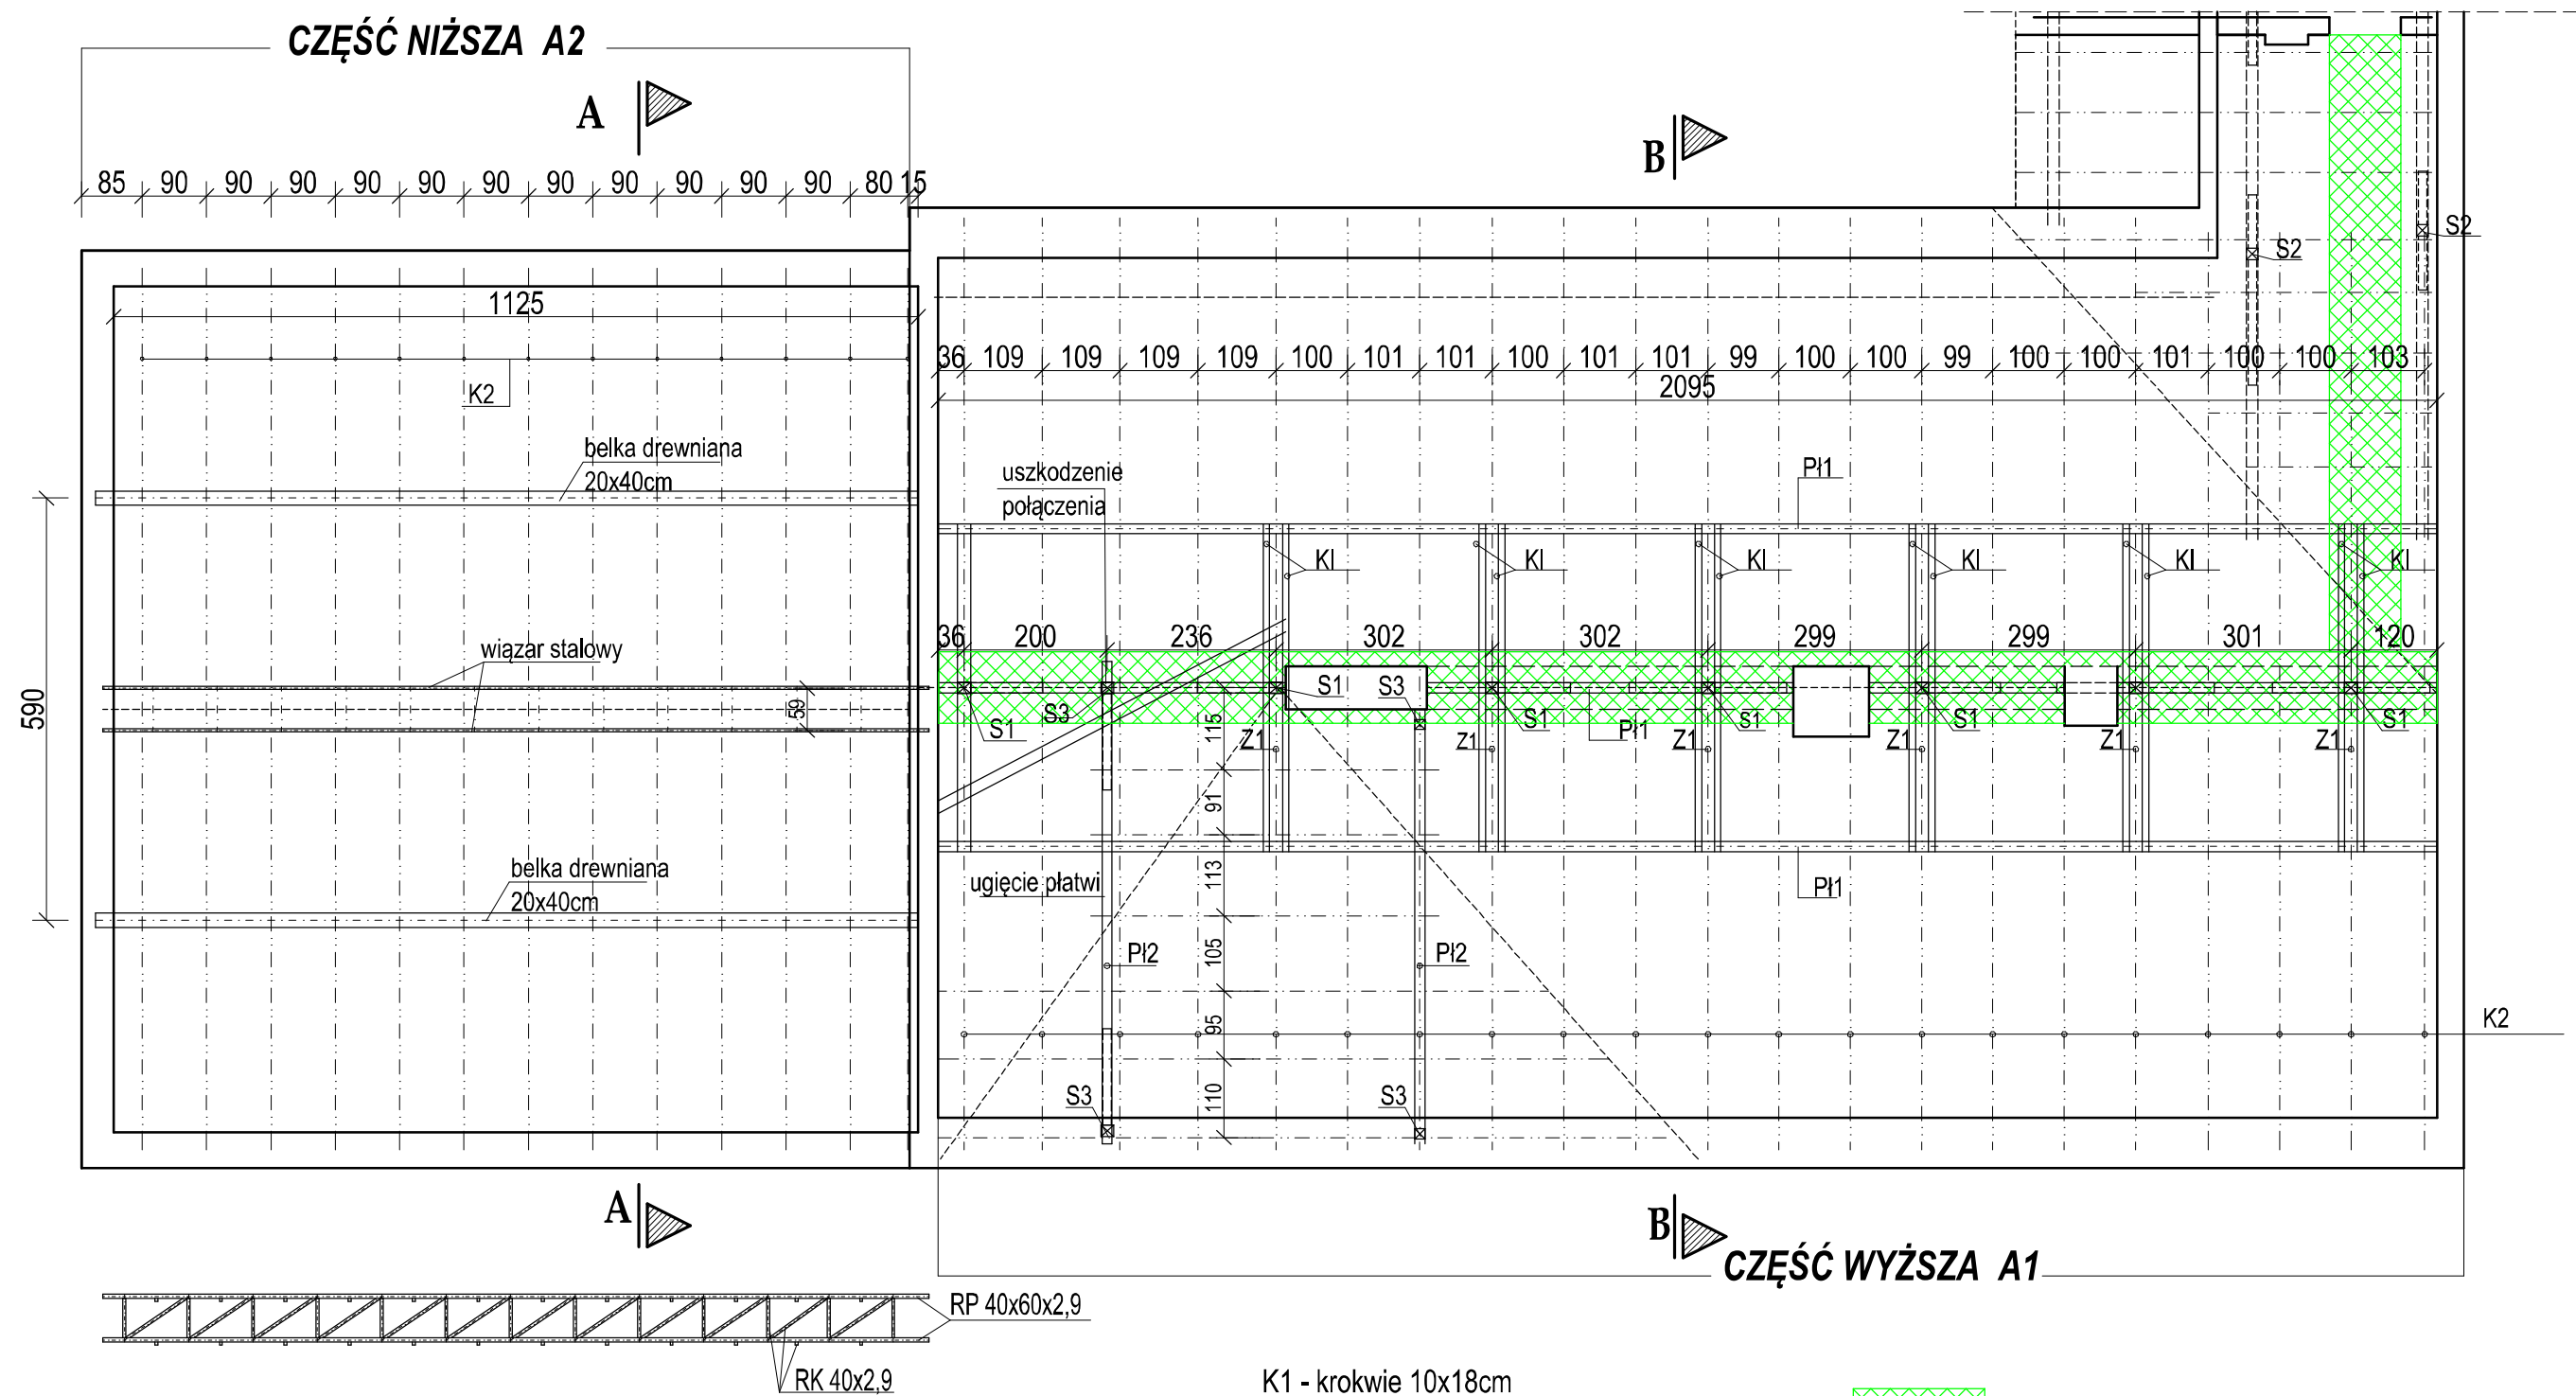 CZĘŚĆ NIŻSZA A2
A
B
85 90 90 90 90 90 90 90 90 90 90 90 80 15
S2
S2
1125
36 109 109 109 109 100 101 101 100 101 101 99 100 100 99 100 100 101 100 100 103
2095
K2
belka drewniana
20x40cm
uszkodzenie
połączenia
Pł1
Kl Kl Kl Kl Kl Kl
36 200 236 302 302 299 299 301 120
wiązar stalowy
590
59
S1 S3
S3 S1 S1 Pł1 S1 S1 S1
115
Z1 Z1 Z1 Z1 Z1 Z1
91
belka drewniana
20x40cm
113
ugięcie płatwi
Pł1
105
Pł2 Pł2
95
K2
110
S3 S3
A
B
CZĘŚĆ WYŻSZA A1
RP 40x60x2,9
RK 40x2,9
K1 - krokwie 10x18cm